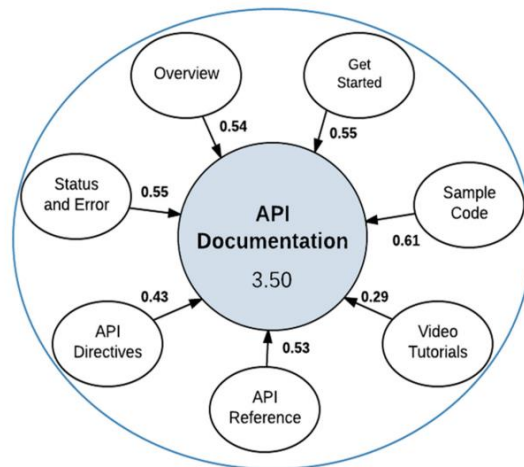 Overview
Get
Started
0.54
0.55
Status
and Error
0.55
Sample
Code
0.61
API
Documentation
3.50
API
Directives
0.43
Video
Tutorials
0.29
API
Reference
0.53